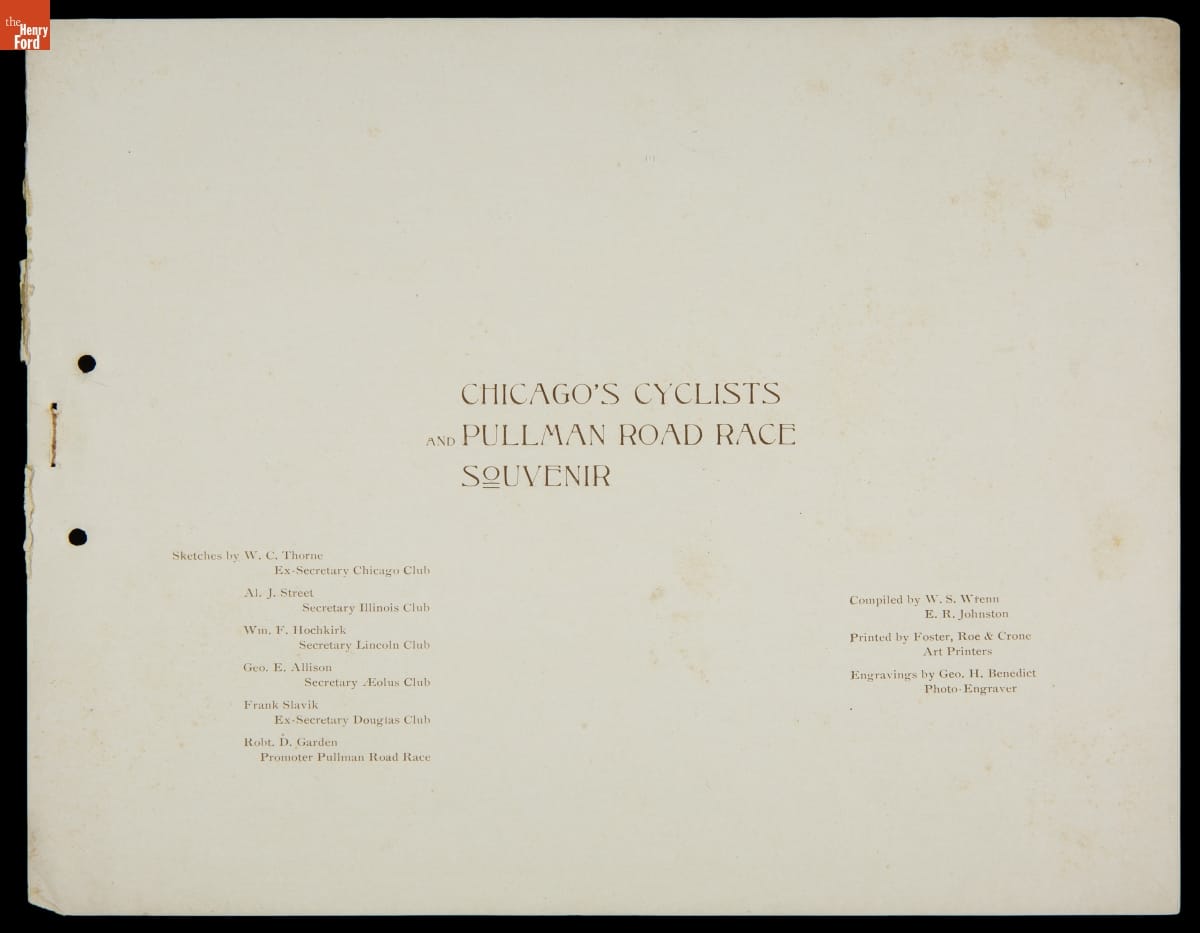 the
Henry
Ford
CHICAGO'S CYCLISTS
AND PULLMAN ROAD RACE
SOUVENIR
Sketches by W. C. Thorne
Ex-Secretary Chicago Club
Al. J. Street
Secretary Illinois Club
Wm. F. Hochkirk
Secretary Lincoln Club
Geo. E. Allison
Secretary Æolus Club
Frank Slavik
Ex-Secretary Douglas Club
Robt. D. Garden
Promoter Pullman Road Race
Compiled by W. S. Wrenn
E. R. Johnston
Printed by Foster, Roe & Crone
Art Printers
Engravings by Geo. H. Benedict
Photo-Engraver